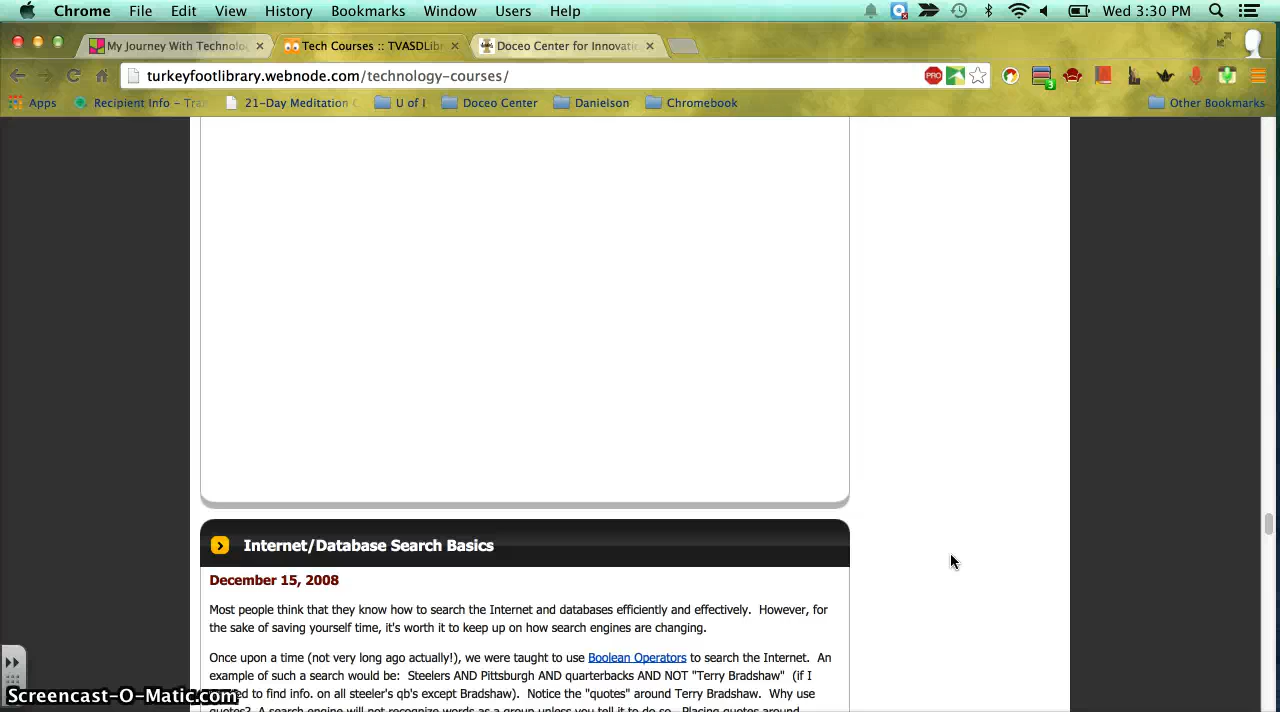 Chrome File Edit View History Bookmarks Window Users Help Wed 3:30 PM
My Journey With Technolo Tech Courses :: TVASDLibr Doceo Center for Innovatio
turkeyfootlibrary.webnode.com/technology-courses/ PRO 3
Apps Recipient Info – Tra 21-Day Meditation C U of I Doceo Center Danielson Chromebook Other Bookmarks
Internet/Database Search Basics
December 15, 2008
Most people think that they know how to search the Internet and databases efficiently and effectively. However, for
the sake of saving yourself time, it's worth it to keep up on how search engines are changing.
Once upon a time (not very long ago actually!), we were taught to use Boolean Operators to search the Internet. An
example of such a search would be: Steelers AND Pittsburgh AND quarterbacks AND NOT "Terry Bradshaw" (if I
ed to find info. on all steeler's qb's except Bradshaw). Notice the "quotes" around Terry Bradshaw. Why use
quotes? A search engine will not recognize words as a group unless you tell it to do so. Placing quotes around
Screencast-O-Matic.com